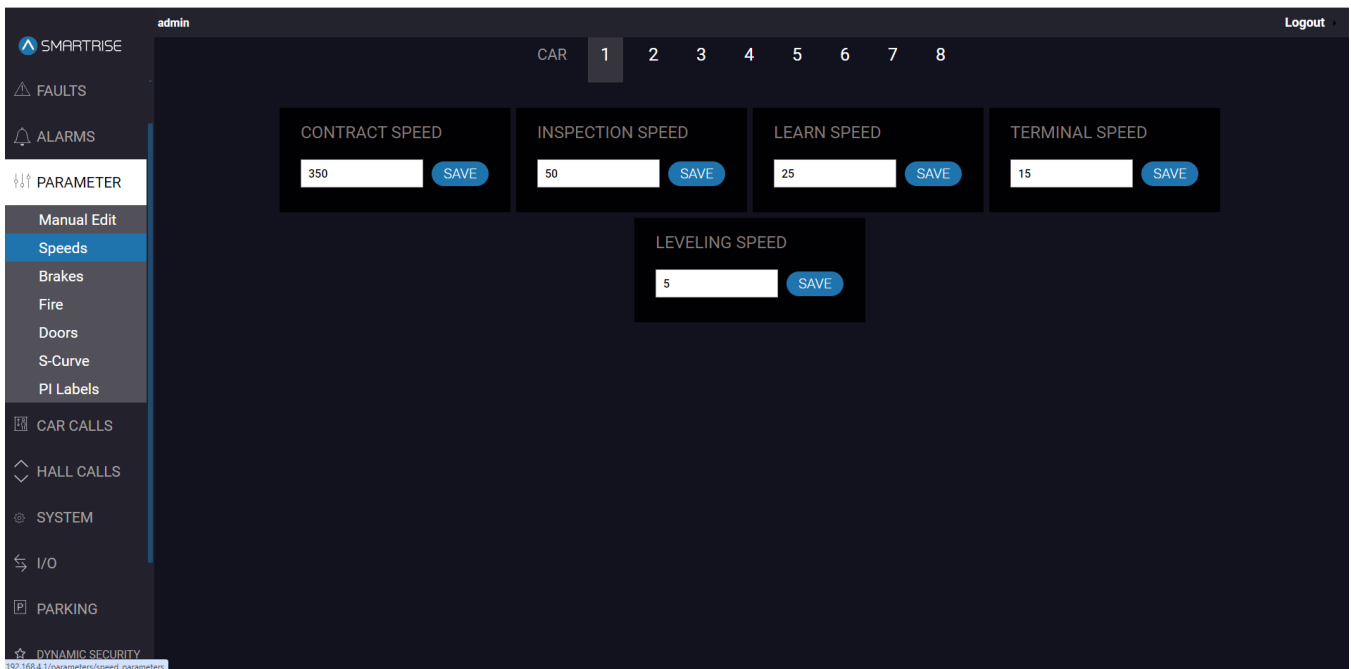 admin
Logout
SMARTRISE
CAR 1 2 3 4 5 6 7 8
FAULTS
ALARMS
PARAMETER
Manual Edit
Speeds
Brakes
Fire
Doors
S-Curve
PI Labels
CAR CALLS
HALL CALLS
SYSTEM
I/O
P PARKING
DYNAMIC SECURITY
192.168.4.1/parameters/speed_parameters
CONTRACT SPEED
350 SAVE
INSPECTION SPEED
50 SAVE
LEARN SPEED
25 SAVE
TERMINAL SPEED
15 SAVE
LEVELING SPEED
5 SAVE